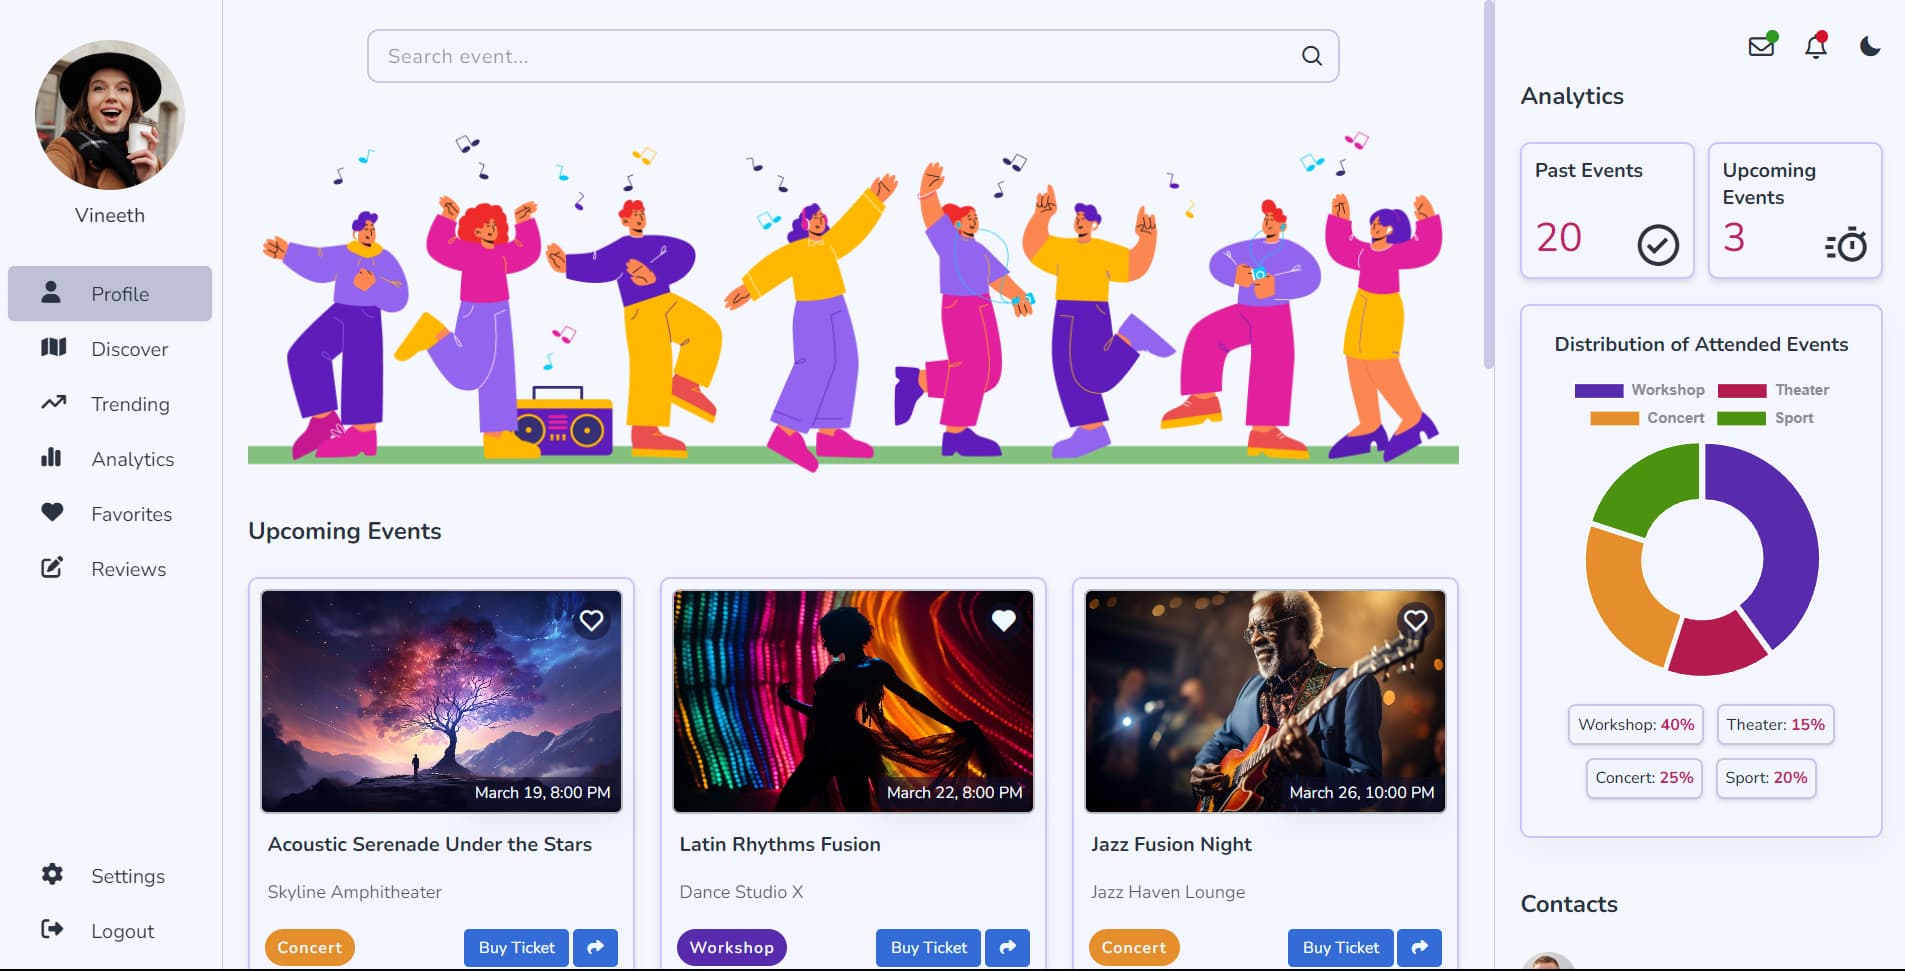 Vineeth
Profile
Discover
Trending
Analytics
Favorites
Reviews
Settings
Logout
Search event...
Upcoming Events
March 19, 8:00 PM
Acoustic Serenade Under the Stars
Skyline Amphitheater
Concert
Buy Ticket
March 22, 8:00 PM
Latin Rhythms Fusion
Dance Studio X
Workshop
Buy Ticket
March 26, 10:00 PM
Jazz Fusion Night
Jazz Haven Lounge
Concert
Buy Ticket
Analytics
Past Events
20
Upcoming
Events
3
Distribution of Attended Events
Workshop Theater
Concert Sport
Workshop: 40% Theater: 15%
Concert: 25% Sport: 20%
Contacts